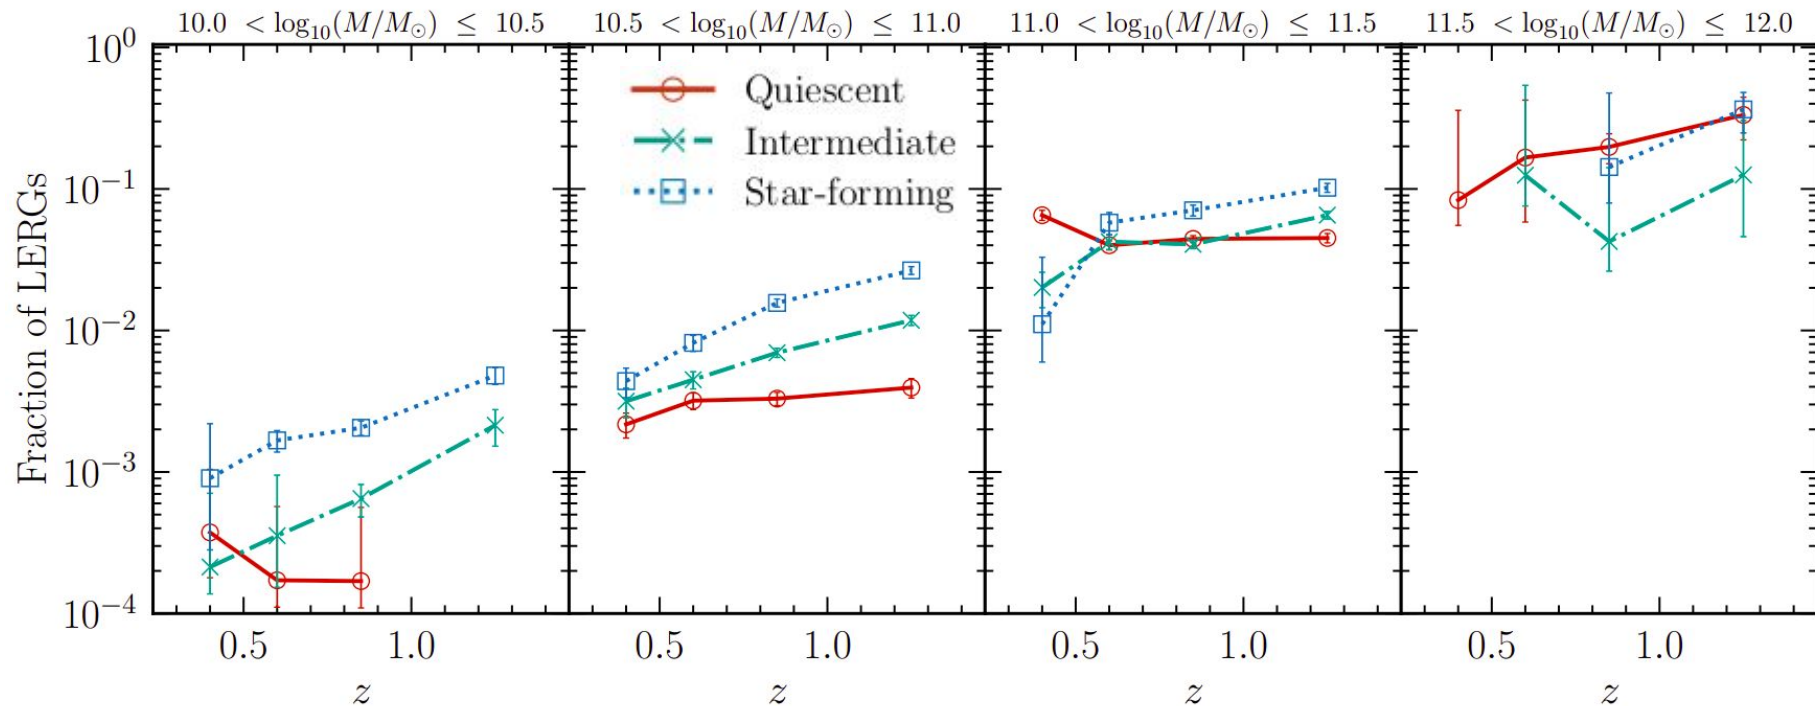 10.0 < log₁₀(M/M☉) ≤ 10.5
10.5 < log₁₀(M/M☉) ≤ 11.0
11.0 < log₁₀(M/M☉) ≤ 11.5
11.5 < log₁₀(M/M☉) ≤ 12.0
Fraction of LERGs
10⁰
10⁻¹
10⁻²
10⁻³
10⁻⁴
Quiescent
Intermediate
Star-forming
0.5 1.0
0.5 1.0
0.5 1.0
0.5 1.0
z
z
z
z